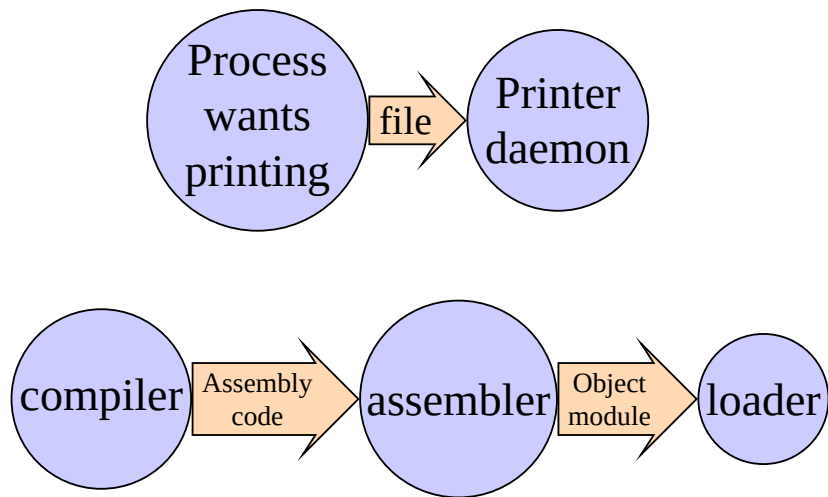 Process
wants
printing
file
Printer
daemon
compiler
Assembly
code
assembler
Object
module
loader